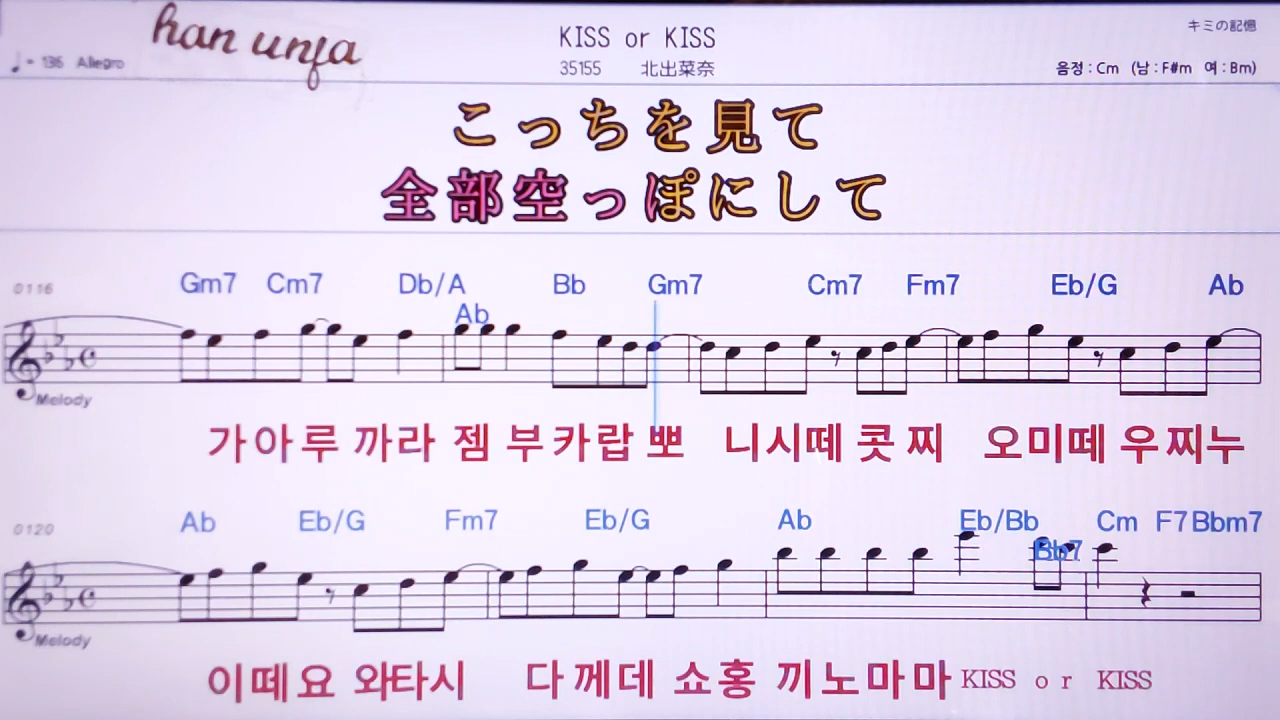 han unja
KISS or KISS
キミの記憶
♩= 136 Allegro
35155 北出菜奈
음정 : Cm (남 : F#m 여 : Bm)
こっちを見て
全部空っぽにして
0116 Gm7 Cm7 Db/A Bb Gm7 Cm7 Fm7 Eb/G Ab
Ab
Melody
가아루 까라 젬 부카랍 뽀 니시떼 콧 찌 오미떼 우찌누
0120 Ab Eb/G Fm7 Eb/G Ab Eb/Bb Cm F7 Bbm7
Bb7
Melody
이떼요 와타시 다께데 쇼홍 끼노마마 KISS or KISS